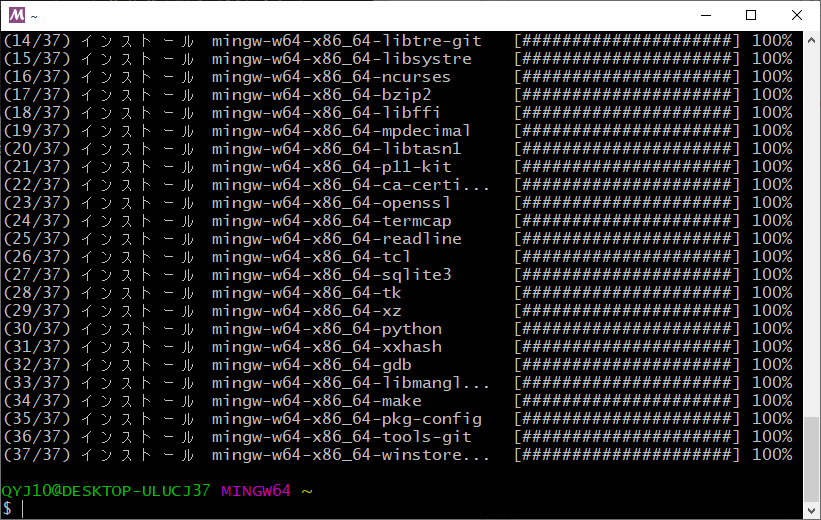 ~
(14/37) インストール mingw-w64-x86_64-libtre-git [#####################] 100%
(15/37) インストール mingw-w64-x86_64-libsystre [#####################] 100%
(16/37) インストール mingw-w64-x86_64-ncurses [#####################] 100%
(17/37) インストール mingw-w64-x86_64-bzip2 [#####################] 100%
(18/37) インストール mingw-w64-x86_64-libffi [#####################] 100%
(19/37) インストール mingw-w64-x86_64-mpdecimal [#####################] 100%
(20/37) インストール mingw-w64-x86_64-libtasn1 [#####################] 100%
(21/37) インストール mingw-w64-x86_64-p11-kit [#####################] 100%
(22/37) インストール mingw-w64-x86_64-ca-certi... [#####################] 100%
(23/37) インストール mingw-w64-x86_64-openssl [#####################] 100%
(24/37) インストール mingw-w64-x86_64-termcap [#####################] 100%
(25/37) インストール mingw-w64-x86_64-readline [#####################] 100%
(26/37) インストール mingw-w64-x86_64-tcl [#####################] 100%
(27/37) インストール mingw-w64-x86_64-sqlite3 [#####################] 100%
(28/37) インストール mingw-w64-x86_64-tk [#####################] 100%
(29/37) インストール mingw-w64-x86_64-xz [#####################] 100%
(30/37) インストール mingw-w64-x86_64-python [#####################] 100%
(31/37) インストール mingw-w64-x86_64-xxhash [#####################] 100%
(32/37) インストール mingw-w64-x86_64-gdb [#####################] 100%
(33/37) インストール mingw-w64-x86_64-libmangl... [#####################] 100%
(34/37) インストール mingw-w64-x86_64-make [#####################] 100%
(35/37) インストール mingw-w64-x86_64-pkg-config [#####################] 100%
(36/37) インストール mingw-w64-x86_64-tools-git [#####################] 100%
(37/37) インストール mingw-w64-x86_64-winstore... [#####################] 100%
QYJ10@DESKTOP-ULUCJ37 MINGW64 ~
$